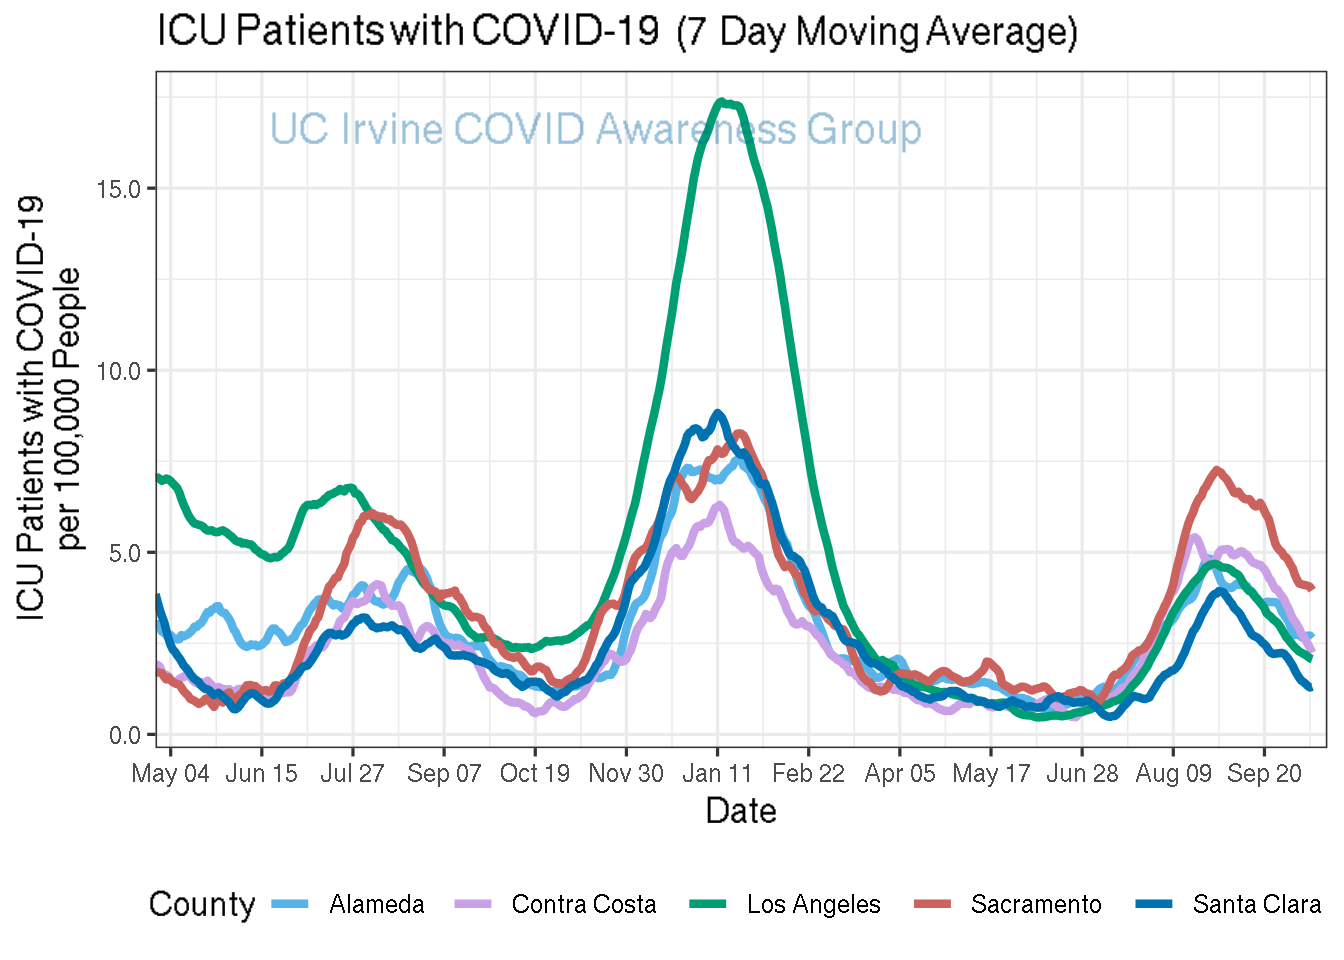 ICU Patients with COVID-19 (7 Day Moving Average)
UC Irvine COVID Awareness Group
ICU Patients with COVID-19
per 100,000 People
15.0
10.0
5.0
0.0
May 04 Jun 15 Jul 27 Sep 07 Oct 19 Nov 30 Jan 11 Feb 22 Apr 05 May 17 Jun 28 Aug 09 Sep 20
Date
County Alameda Contra Costa Los Angeles Sacramento Santa Clara